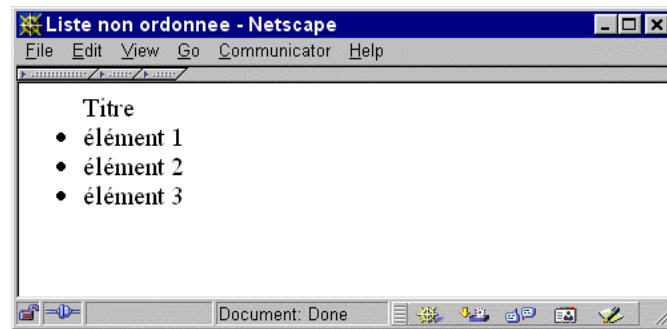 Liste non ordonnee - Netscape
File Edit View Go Communicator Help
Titre
• élément 1
• élément 2
• élément 3
Document: Done